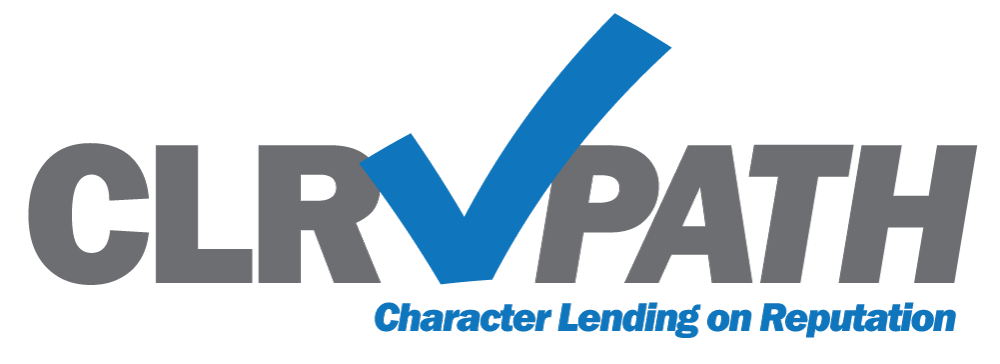 CLR PATH
Character Lending on Reputation